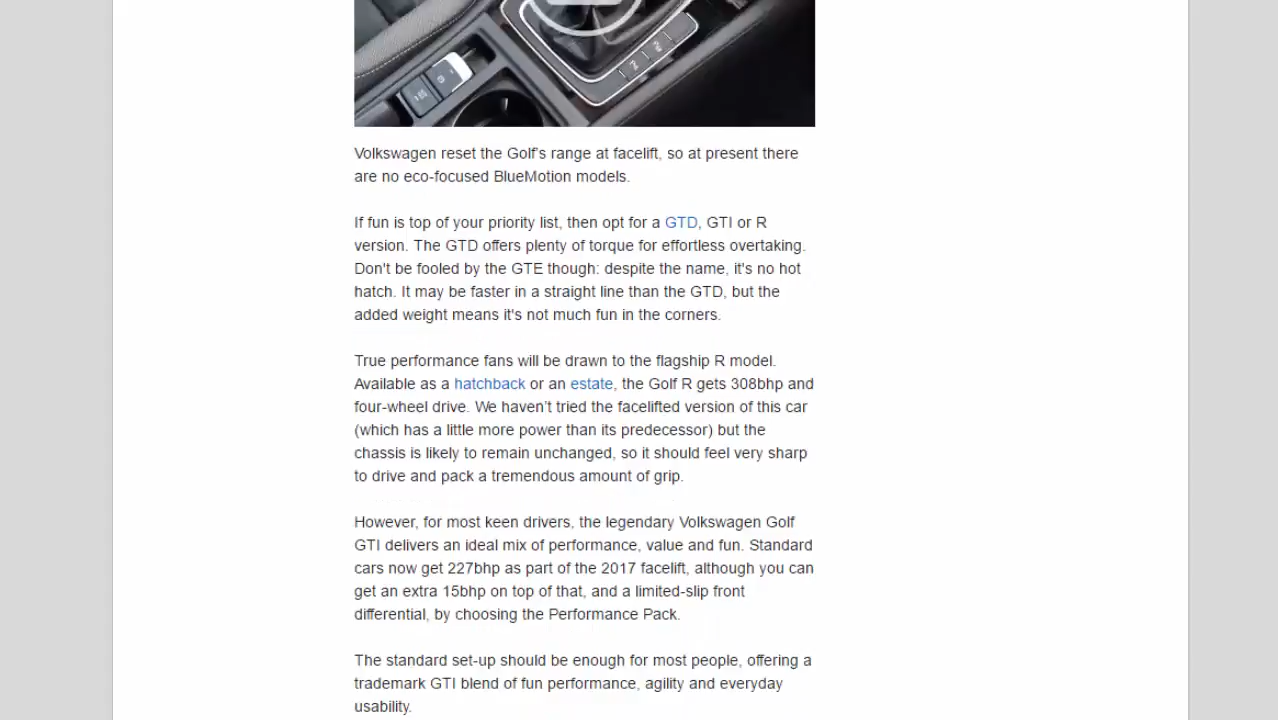 Volkswagen reset the Golf's range at facelift, so at present there
are no eco-focused BlueMotion models.
If fun is top of your priority list, then opt for a GTD, GTI or R
version. The GTD offers plenty of torque for effortless overtaking.
Don't be fooled by the GTE though: despite the name, it's no hot
hatch. It may be faster in a straight line than the GTD, but the
added weight means it's not much fun in the corners.
True performance fans will be drawn to the flagship R model.
Available as a hatchback or an estate, the Golf R gets 308bhp and
four-wheel drive. We haven't tried the facelifted version of this car
(which has a little more power than its predecessor) but the
chassis is likely to remain unchanged, so it should feel very sharp
to drive and pack a tremendous amount of grip.
However, for most keen drivers, the legendary Volkswagen Golf
GTI delivers an ideal mix of performance, value and fun. Standard
cars now get 227bhp as part of the 2017 facelift, although you can
get an extra 15bhp on top of that, and a limited-slip front
differential, by choosing the Performance Pack.
The standard set-up should be enough for most people, offering a
trademark GTI blend of fun performance, agility and everyday
usability.